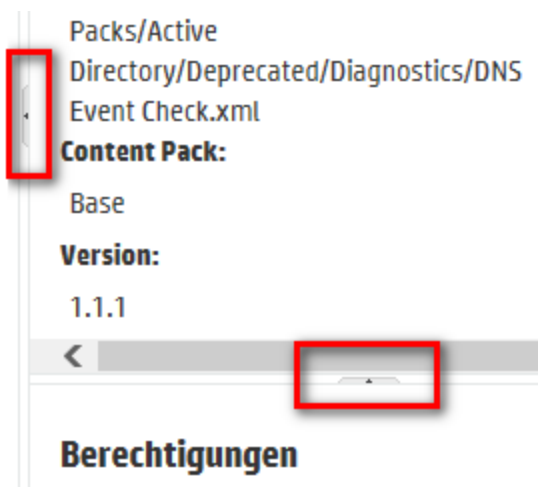 Packs/Active
Directory/Deprecated/Diagnostics/DNS
Event Check.xml
Content Pack:
Base
Version:
1.1.1
Berechtigungen